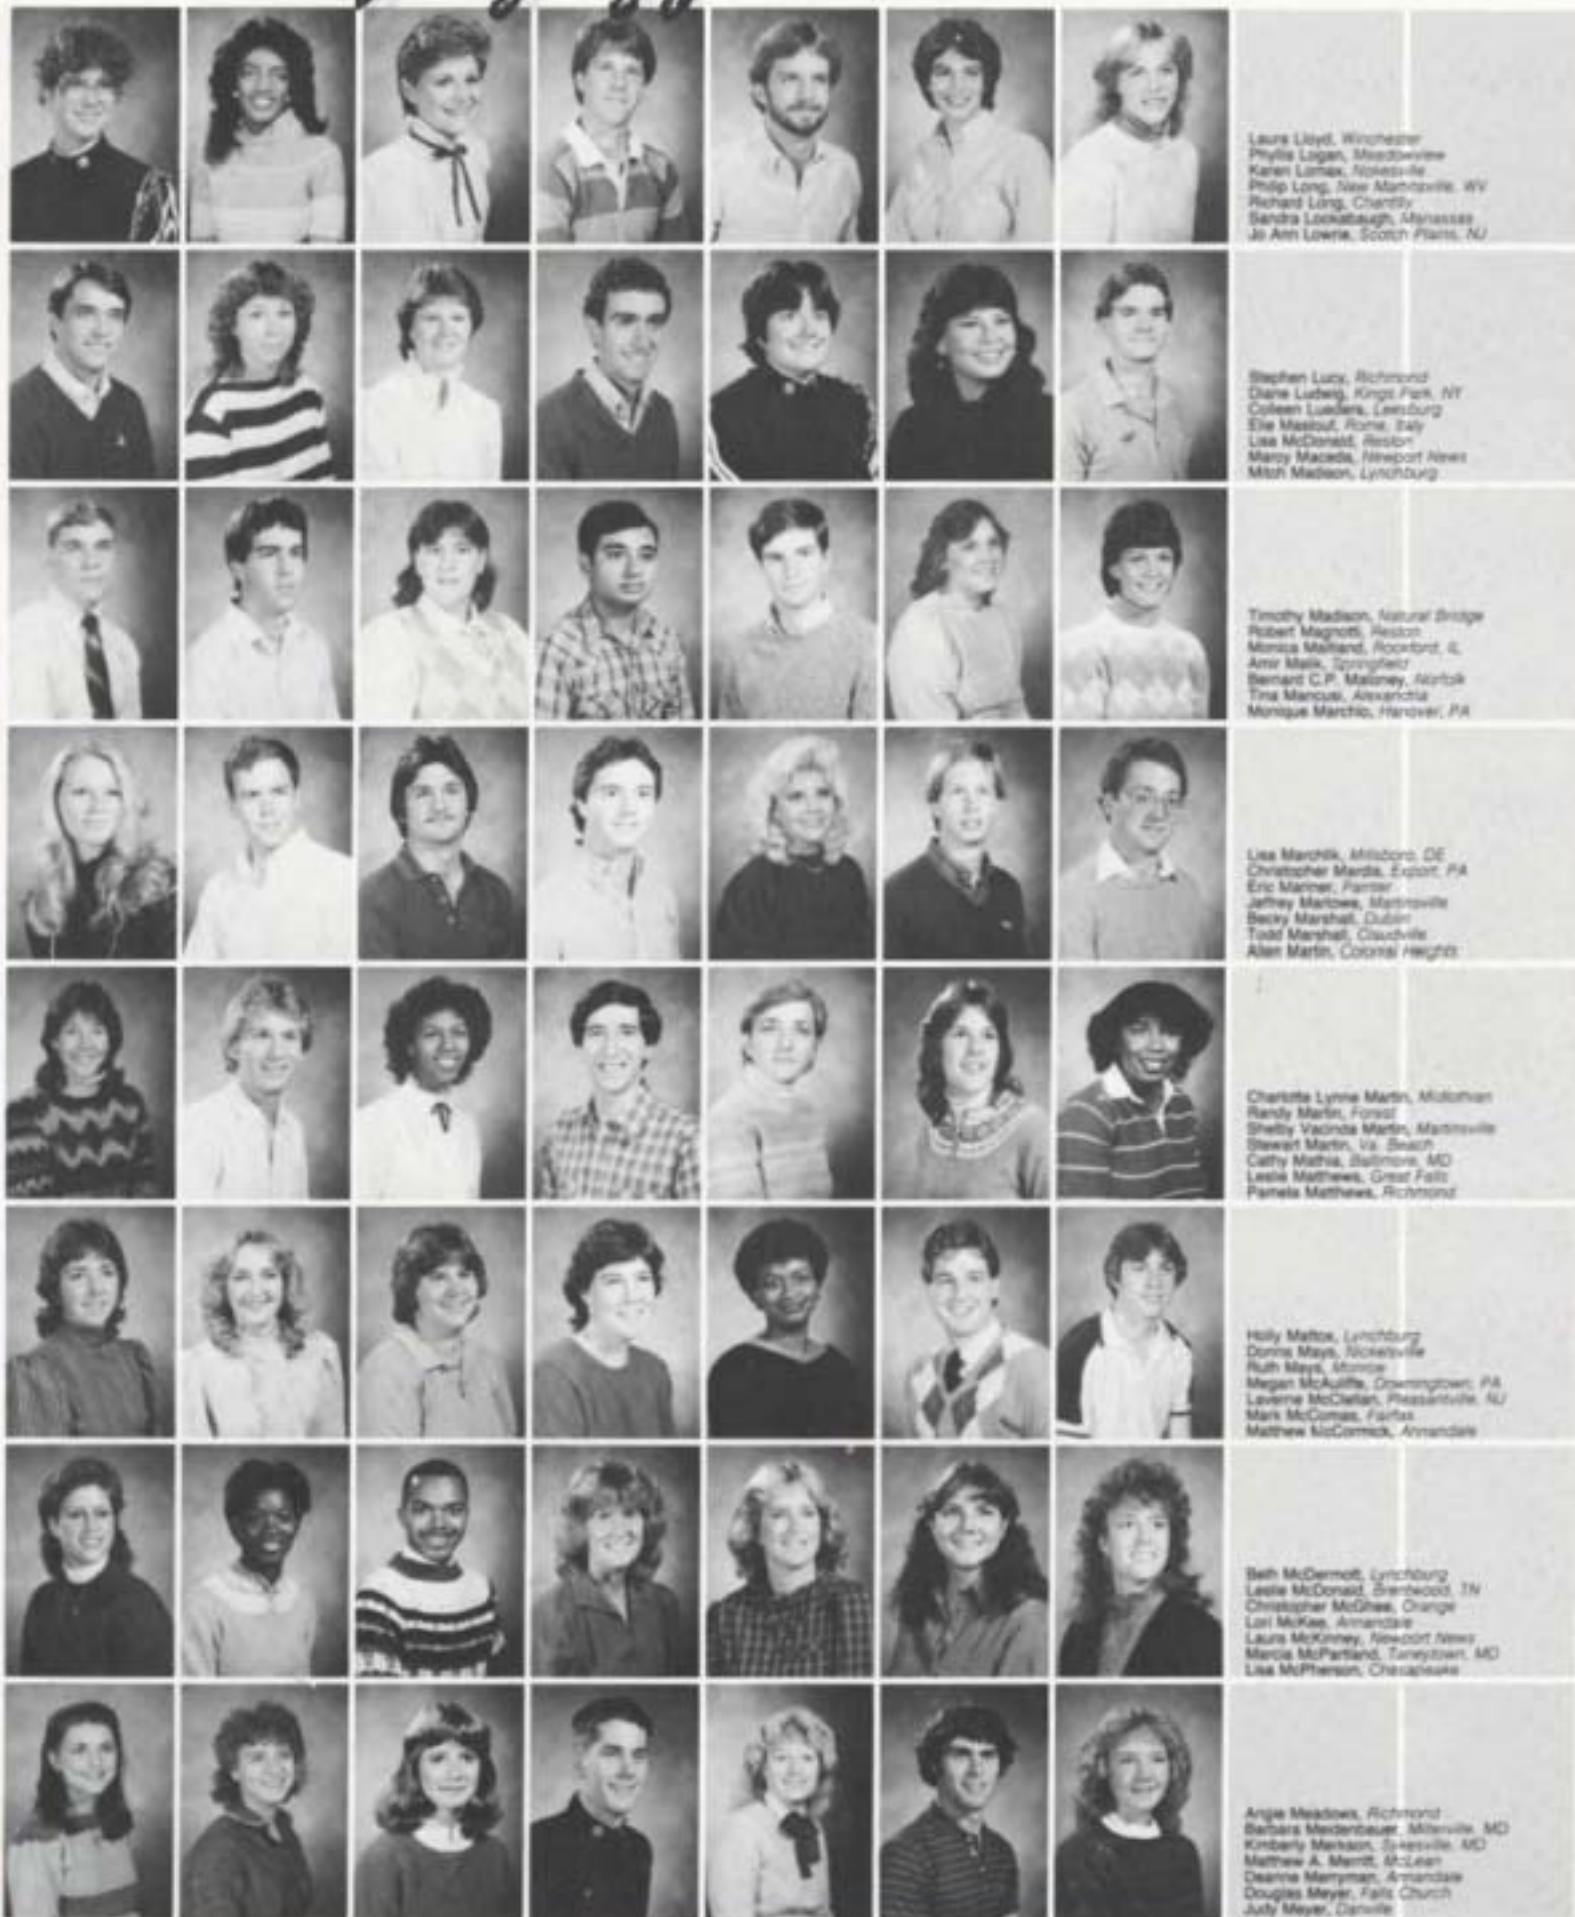 Laura Lloyd, Winchester
Phyllis Logan, Meadowview
Karen Lomax, Nokesville
Philip Long, New Martinsville, WV
Richard Long, Chantilly
Sandra Lookabaugh, Manassas
Jo Ann Lowrie, Scotch Plains, NJ
Stephen Lucy, Richmond
Diane Ludwig, Kings Park, NY
Colleen Lueders, Leesburg
Elie Maalouf, Rome, Italy
Lisa McDonald, Reston
Marcy Maceda, Newport News
Mitch Madison, Lynchburg
Timothy Madison, Natural Bridge
Robert Magnotti, Reston
Monica Maitland, Rockford, IL
Amir Malik, Springfield
Bernard C.P. Maloney, Norfolk
Tina Mancusi, Alexandria
Monique Marchio, Hanover, PA
Lisa Marchlik, Millsboro, DE
Christopher Mardis, Export, PA
Eric Mariner, Painter
Jeffrey Marlowe, Martinsville
Becky Marshall, Dublin
Todd Marshall, Claudville
Allen Martin, Colonial Heights
Charlotte Lynne Martin, Midlothian
Randy Martin, Forest
Shelby Vacinda Martin, Martinsville
Stewart Martin, Va. Beach
Cathy Mathia, Baltimore, MD
Leslie Matthews, Great Falls
Pamela Matthews, Richmond
Holly Mattox, Lynchburg
Donna Mays, Nickelsville
Ruth Mays, Monroe
Megan McAuliffe, Downingtown, PA
Laverne McClellan, Pleasantville, NJ
Mark McComas, Fairfax
Matthew McCormick, Annandale
Beth McDermott, Lynchburg
Leslie McDonald, Brentwood, TN
Christopher McGhee, Orange
Lori McKee, Annandale
Laura McKinney, Newport News
Marcia McPartland, Taneytown, MD
Lisa McPherson, Chesapeake
Angie Meadows, Richmond
Barbara Meidenbauer, Millersville, MD
Kimberly Merkson, Sykesville, MD
Matthew A. Merritt, McLean
Deanne Merryman, Annandale
Douglas Meyer, Falls Church
Judy Meyer, Danville